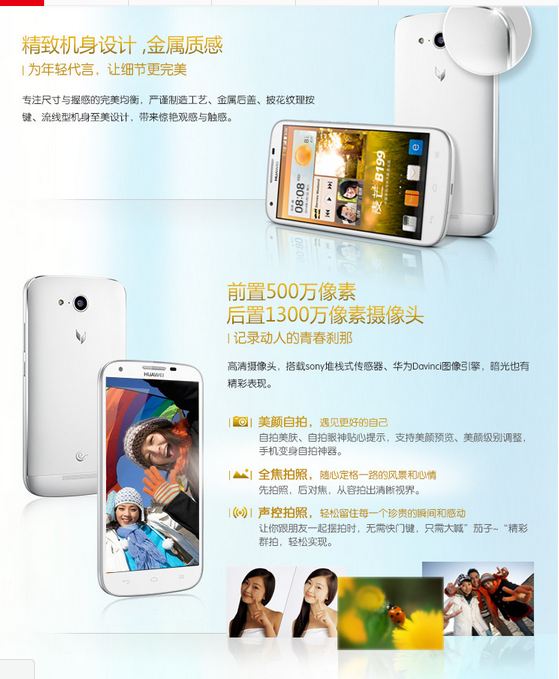 精致机身设计 ,金属质感
为年轻代言，让细节更完美
专注尺寸与握感的完美均衡，严谨制造工艺、金属后盖、披花纹理按
键、流线型机身至美设计，带来惊艳观感与触感。
HUAWEI
08:08
麦芒B199
前置500万像素
后置1300万像素摄像头
记录动人的青春刹那
高清摄像头，搭载sony堆栈式传感器、华为Davinci图像引擎，暗光也有
精彩表现。
HUAWEI
美颜自拍，遇见更好的自己
自拍美肤、自拍眼神贴心提示，支持美颜预览、美颜级别调整，
手机变身自拍神器。
全焦拍照，随心定格一路的风景和心情
先拍照，后对焦，从容拍出清晰视界。
声控拍照，轻松留住每一个珍贵的瞬间和感动
让你跟朋友一起摆拍时，无需快门键，只需大喊”茄子~“精彩
群拍，轻松实现。